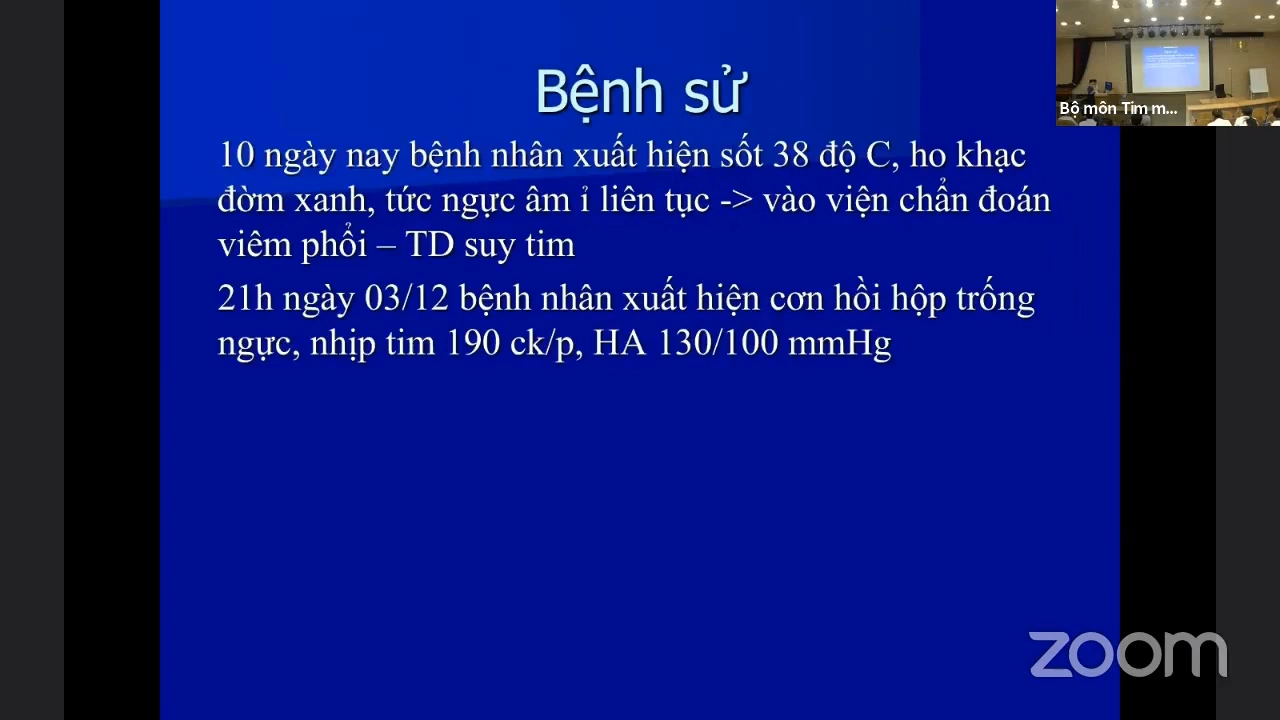 Bệnh sử
10 ngày nay bệnh nhân xuất hiện sốt 38 độ C, ho khạc
đờm xanh, tức ngực âm ỉ liên tục -> vào viện chẩn đoán
viêm phổi – TD suy tim
21h ngày 03/12 bệnh nhân xuất hiện cơn hồi hộp trống
ngực, nhịp tim 190 ck/p, HA 130/100 mmHg
Bộ môn Tim m...
zoom